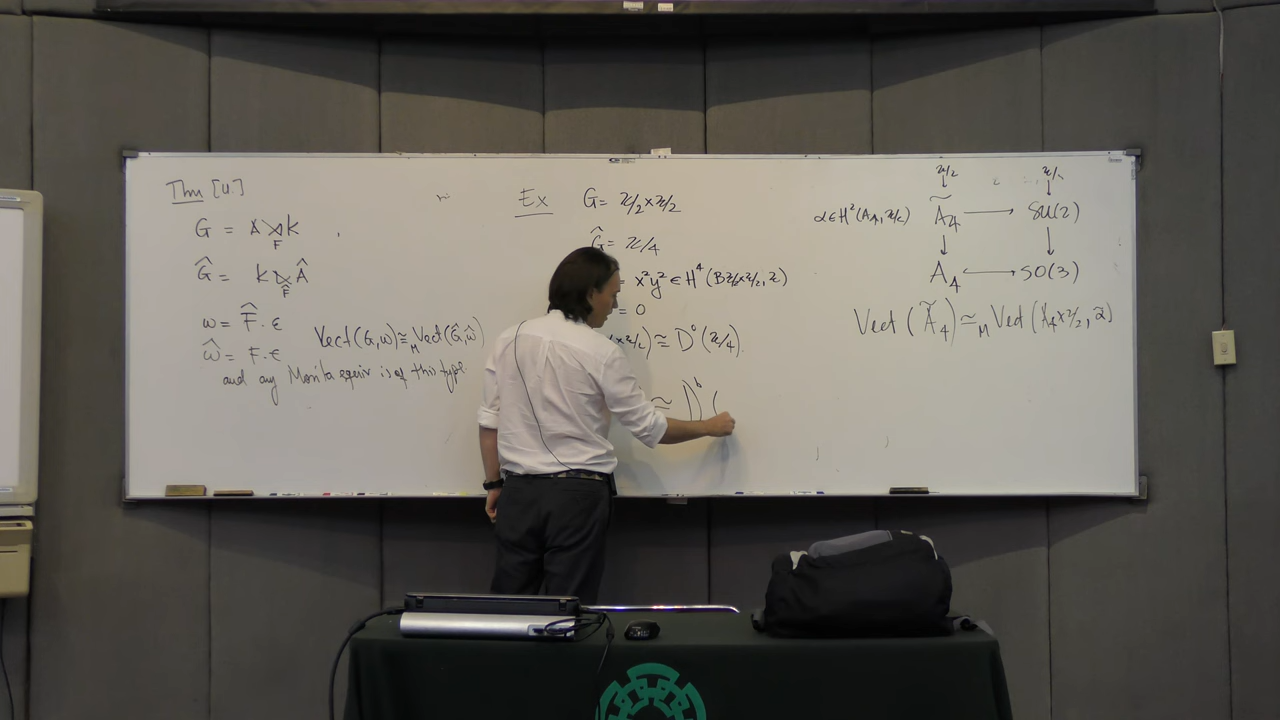 Thm [U]
G = A ⋊_F K
Ĝ = K ⋉_F̂ Â
ω = F̂ · ε
ω̂ = F · ε
Vect(G,ω) ≅_M Vect(Ĝ,ω̂)
and any Morita equiv is of this type.
Ex G = ℤ/2 × ℤ/2
Ĝ = ℤ/4
= x²y² ∈ H⁴(Bℤ/2×ℤ/2, ℤ)
= 0
×ℤ/2) ≅ D⁰(ℤ/4).
≅ D^b(
ℤ/2
α ∈ H²(A₄, ℤ/2) Ã₄ → SU(2)
↓ ↓
A₄ ↔ SO(3)
Vect(Ã₄) ≅_M Vect(A₄×ℤ/2, α̃)